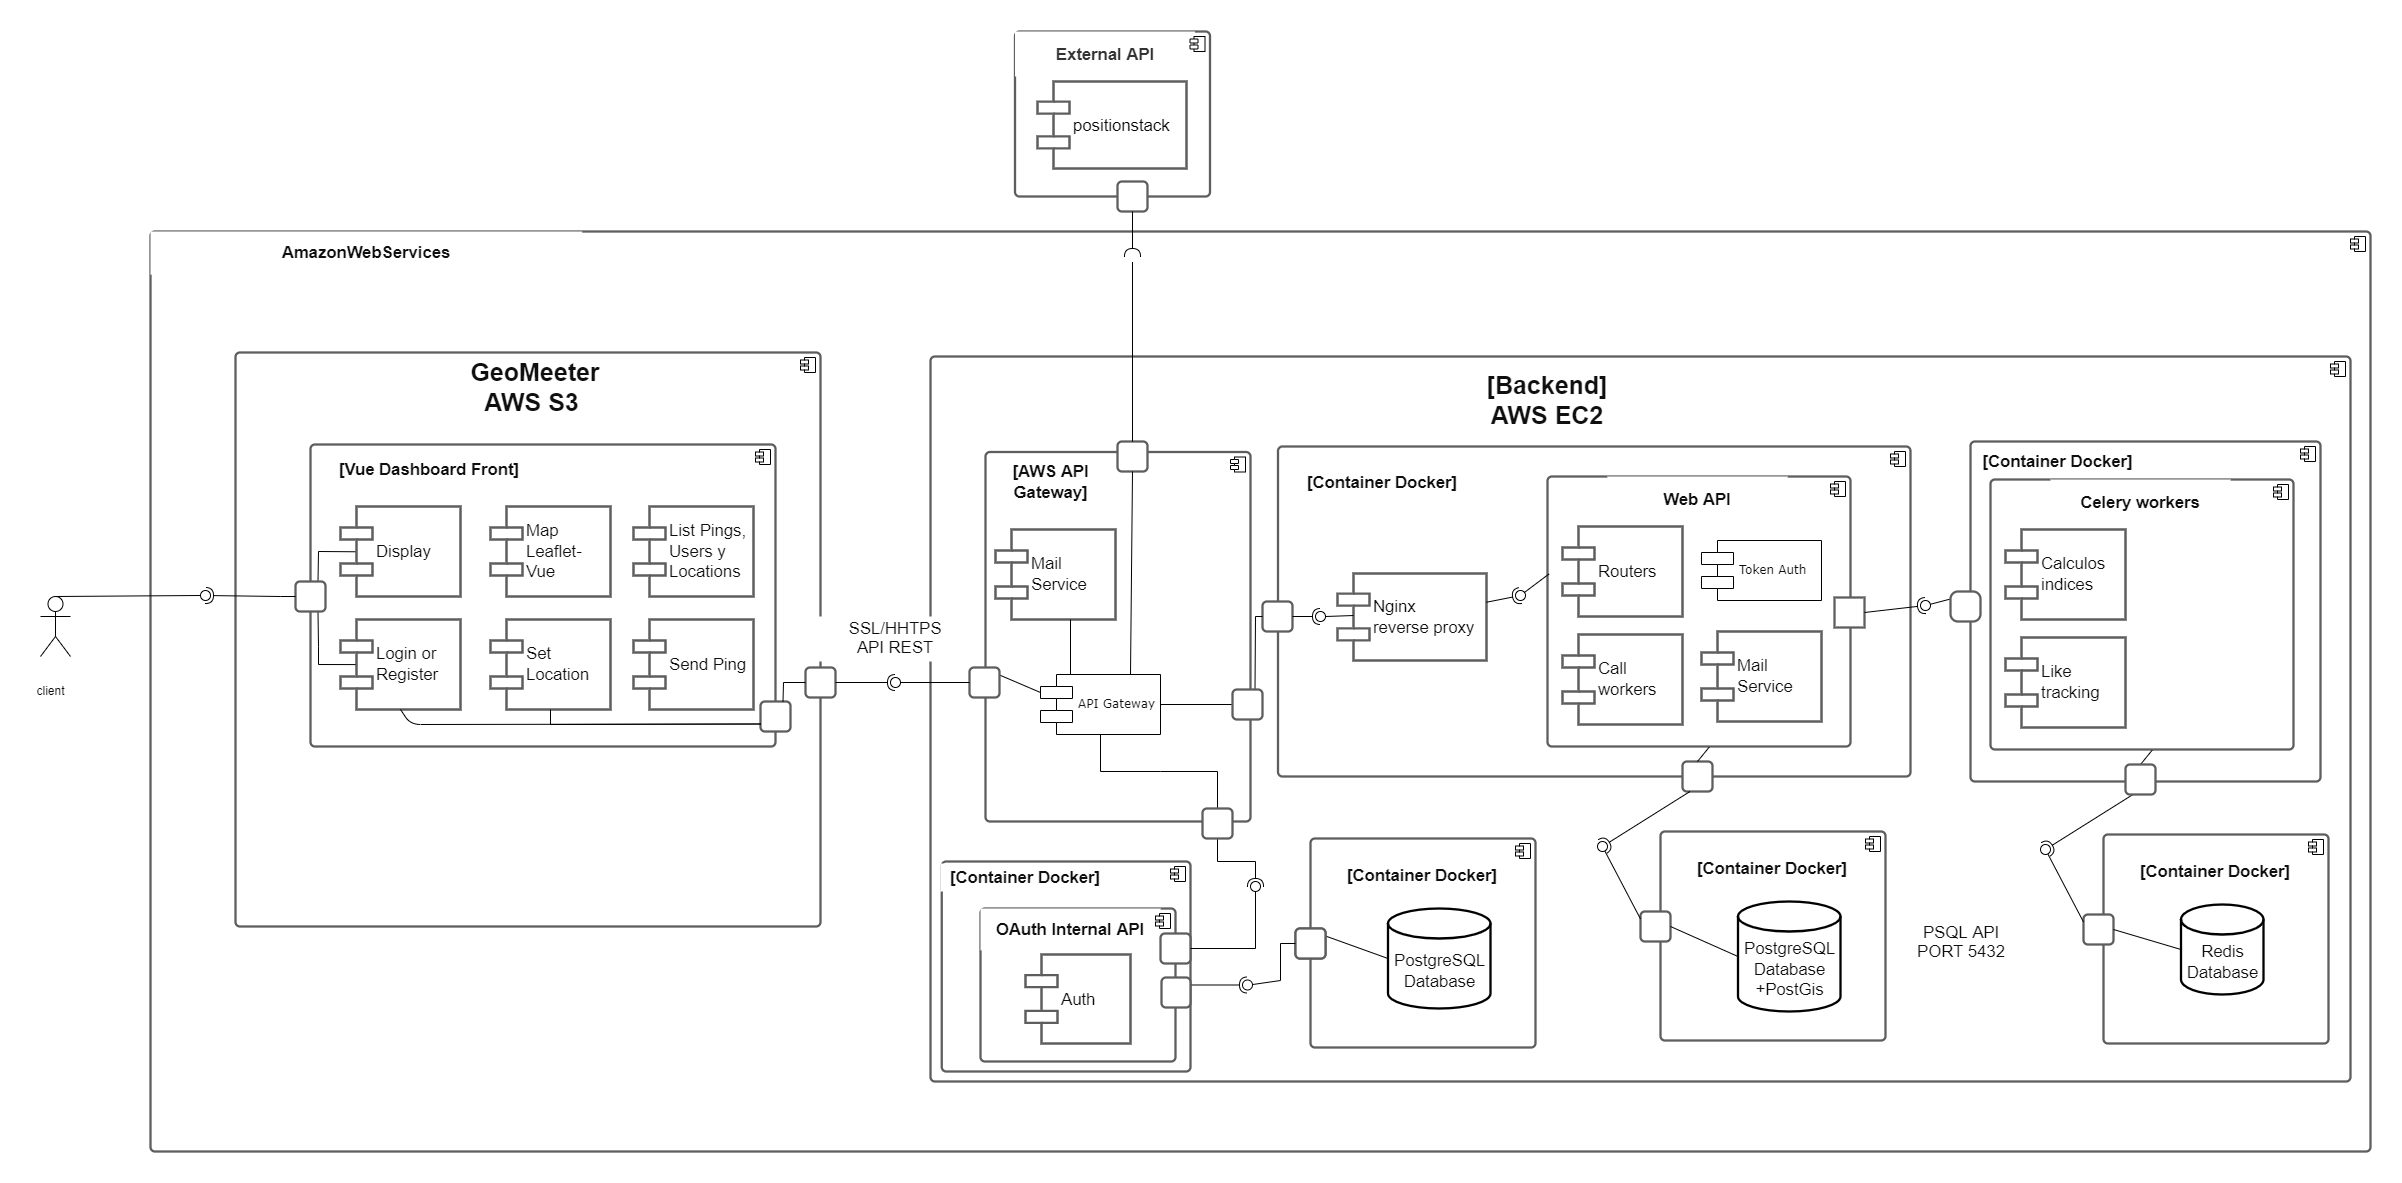 External API
positionstack
AmazonWebServices
GeoMeeter
AWS S3
[Vue Dashboard Front]
Display
Map
Leaflet-
Vue
List Pings,
Users y
Locations
Login or
Register
Set
Location
Send Ping
client
SSL/HHTPS
API REST
[Backend]
AWS EC2
[AWS API
Gateway]
Mail
Service
API Gateway
[Container Docker]
Nginx
reverse proxy
Web API
Routers
Token Auth
Call
workers
Mail
Service
[Container Docker]
Celery workers
Calculos
indices
Like
tracking
[Container Docker]
OAuth Internal API
Auth
[Container Docker]
PostgreSQL
Database
[Container Docker]
PostgreSQL
Database
+PostGis
PSQL API
PORT 5432
[Container Docker]
Redis
Database